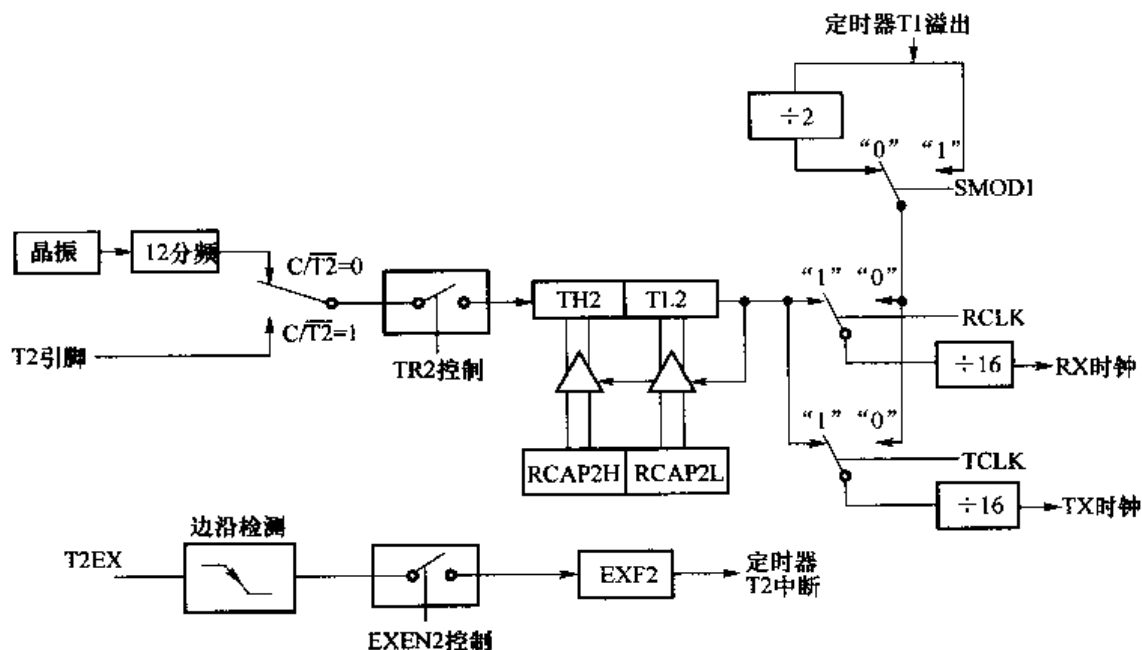 定时器T1溢出
÷2
“0” “1”
SMOD1
晶振
12分频
C/T2̅=0
C/T2̅=1
T2引脚
TR2控制
TH2
TL2
“1” “0”
RCLK
÷16
RX时钟
RCAP2H
RCAP2L
“1” “0”
TCLK
÷16
TX时钟
边沿检测
T2EX
EXEN2控制
EXF2
定时器
T2中断